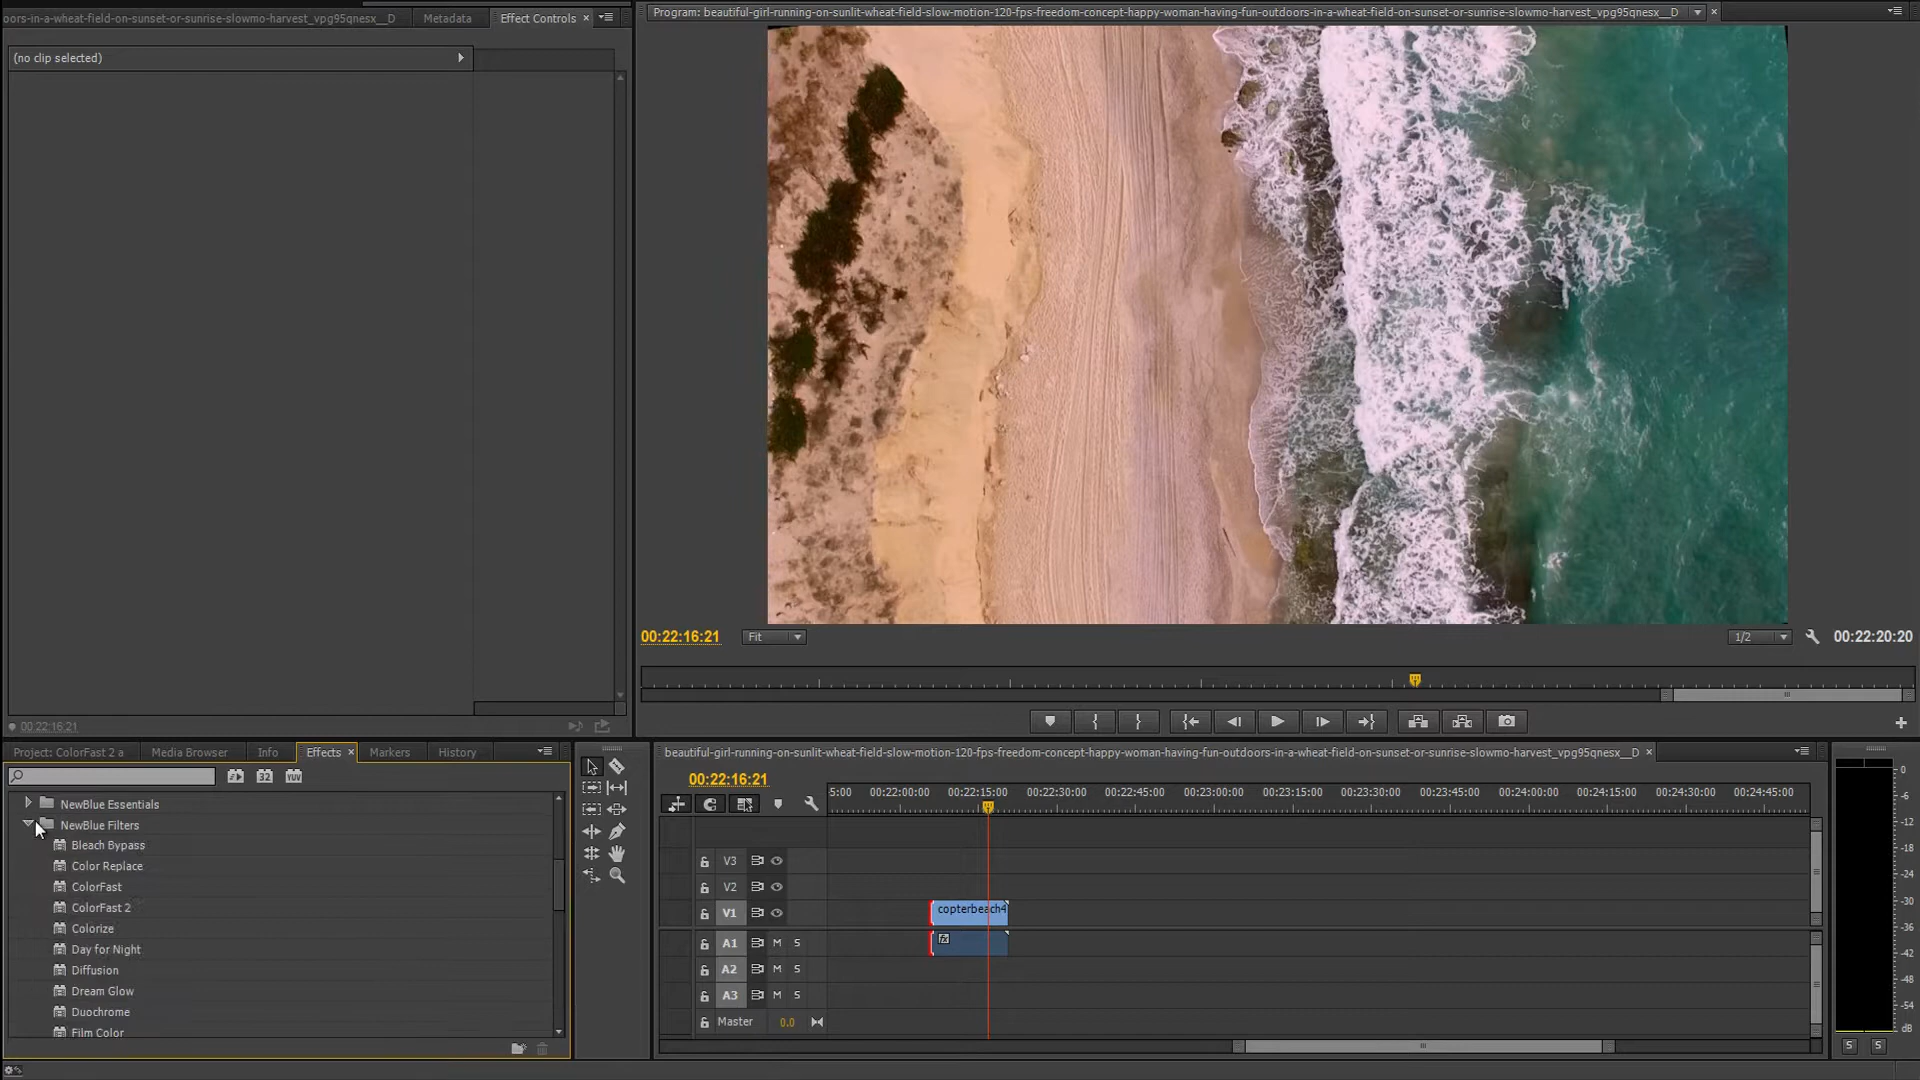 oors-in-a-wheat-field-on-sunset-or-sunrise-slowmo-harvest_vpg95qnesx__D
Metadata
Effect Controls
Program: beautiful-girl-running-on-sunlit-wheat-field-slow-motion-120-fps-freedom-concept-happy-woman-having-fun-outdoors-in-a-wheat-field-on-sunset-or-sunrise-slowmo-harvest_vpg95qnesx__D
(no clip selected)
00:22:16:21
Fit
1/2
00:22:20:20
00:22:16:21
Project: ColorFast 2 a
Media Browser
Info
Effects
Markers
History
32
YUV
NewBlue Essentials
NewBlue Filters
Bleach Bypass
Color Replace
ColorFast
ColorFast 2
Colorize
Day for Night
Diffusion
Dream Glow
Duochrome
Film Color
beautiful-girl-running-on-sunlit-wheat-field-slow-motion-120-fps-freedom-concept-happy-woman-having-fun-outdoors-in-a-wheat-field-on-sunset-or-sunrise-slowmo-harvest_vpg95qnesx__D
00:22:16:21
5:00 00:22:00:00 00:22:15:00 00:22:30:00 00:22:45:00 00:23:00:00 00:23:15:00 00:23:30:00 00:23:45:00 00:24:00:00 00:24:15:00 00:24:30:00 00:24:45:00
V3
V2
V1
copterbeach4
A1 M S
fx
A2 M S
A3 M S
Master 0.0
0
-6
-12
-18
-24
-30
-36
-42
-48
-54
dB
S S